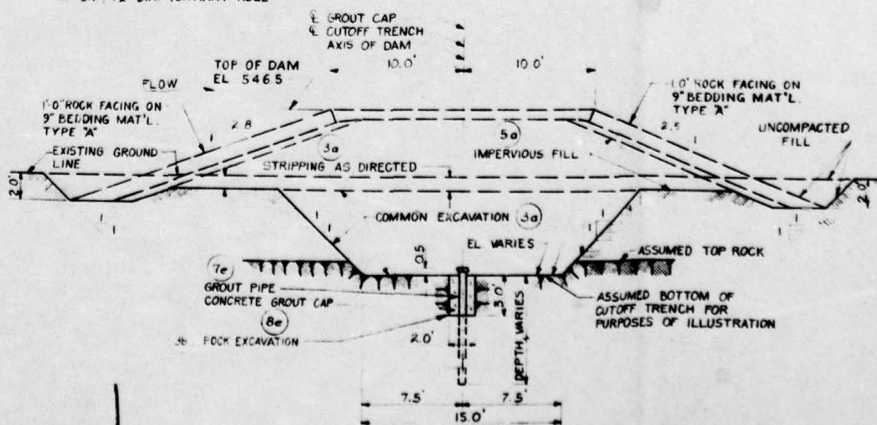 ℄ GROUT CAP
℄ CUTOFF TRENCH
AXIS OF DAM
10.0' 10.0'
TOP OF DAM
EL 5465
FLOW
1'-0" ROCK FACING ON
9" BEDDING MAT'L.
TYPE "A"
1
2.8
1.0' ROCK FACING ON
9" BEDDING MAT'L.
TYPE "A"
2.5
1
UNCOMPACTED
FILL
EXISTING GROUND
LINE
3a
5a
IMPERVIOUS FILL
STRIPPING AS DIRECTED
2.0'
2.0'
1
1
1
1
COMMON EXCAVATION 3a
1
1
1
1
EL VARIES
0.5
ASSUMED TOP ROCK
7e
GROUT PIPE
CONCRETE GROUT CAP
8e
3.0'
ASSUMED BOTTOM OF
CUTOFF TRENCH FOR
PURPOSES OF ILLUSTRATION
3b ROCK EXCAVATION
2.0'
DEPTH VARIES
7.5' 7.5'
15.0'